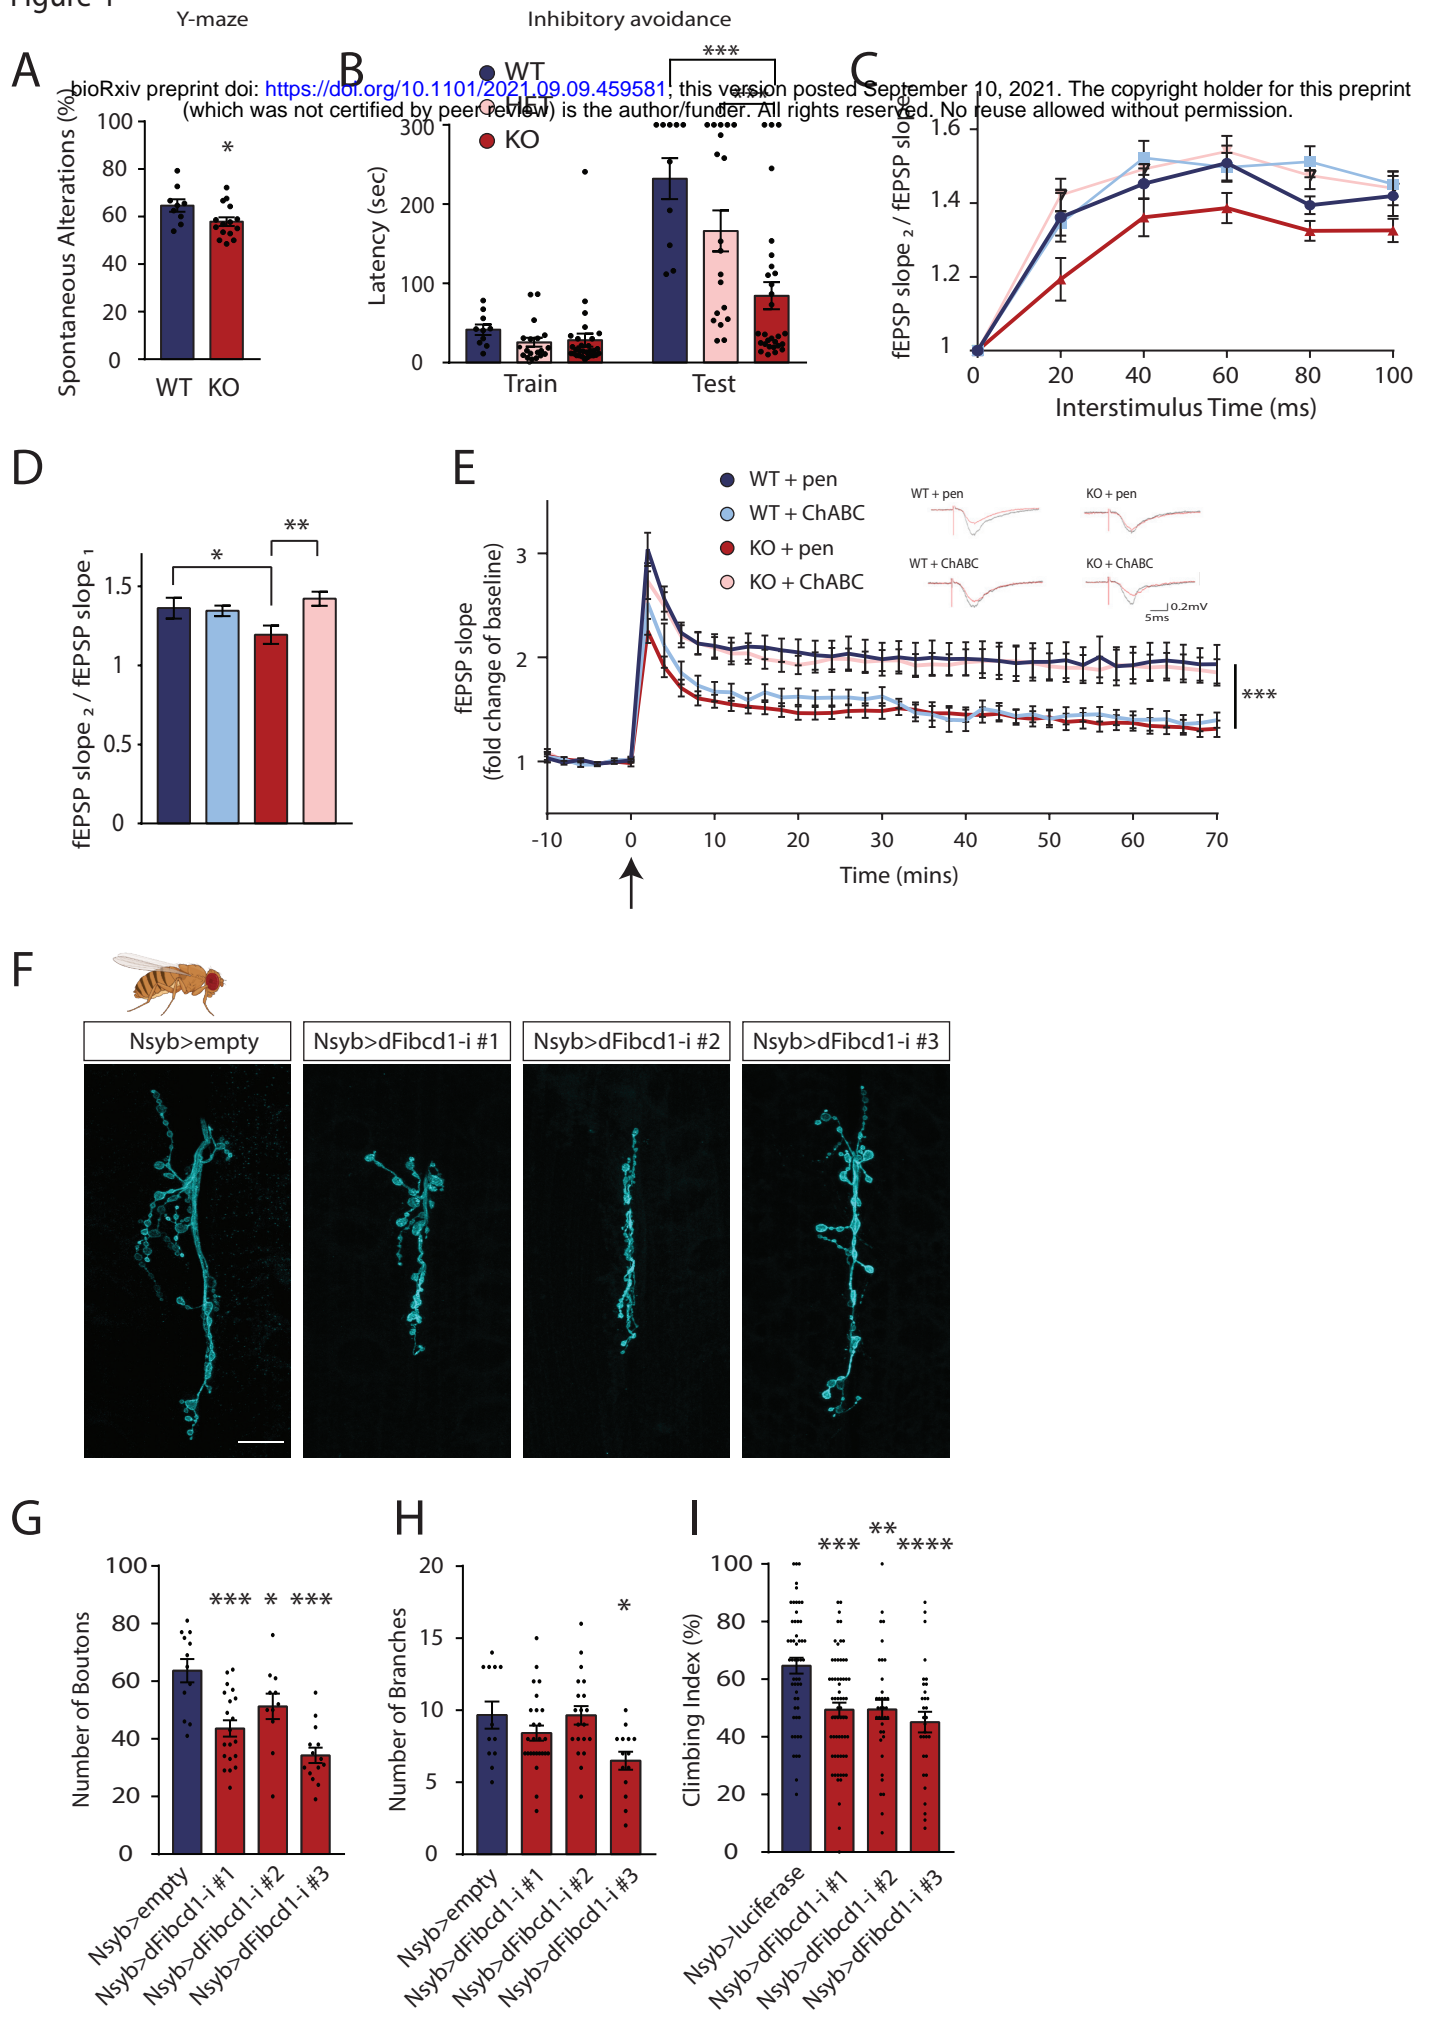 Figure 4
Y-maze
Inhibitory avoidance
A
B
C
bioRxiv preprint doi: https://doi.org/10.1101/2021.09.09.459581; this version posted September 10, 2021. The copyright holder for this preprint
(which was not certified by peer review) is the author/funder. All rights reserved. No reuse allowed without permission.
Spontaneous Alterations (%)
100
80
60
40
20
0
*
WT KO
WT
HET
KO
Latency (sec)
300
200
100
0
***
***
Train
Test
fEPSP slope 2 / fEPSP slope
1.6
1.4
1.2
1
0 20 40 60 80 100
Interstimulus Time (ms)
D
fEPSP slope 2 / fEPSP slope 1
1.5
1
0.5
0
*
**
E
WT + pen
WT + ChABC
KO + pen
KO + ChABC
WT + pen
KO + pen
WT + ChABC
KO + ChABC
0.2mV
5ms
fEPSP slope
(fold change of baseline)
3
2
1
***
-10 0 10 20 30 40 50 60 70
Time (mins)
F
Nsyb>empty
Nsyb>dFibcd1-i #1
Nsyb>dFibcd1-i #2
Nsyb>dFibcd1-i #3
G
Number of Boutons
100
80
60
40
20
0
*** * ***
Nsyb>empty
Nsyb>dFibcd1-i #1
Nsyb>dFibcd1-i #2
Nsyb>dFibcd1-i #3
H
Number of Branches
20
15
10
5
0
*
Nsyb>empty
Nsyb>dFibcd1-i #1
Nsyb>dFibcd1-i #2
Nsyb>dFibcd1-i #3
I
Climbing Index (%)
100
80
60
40
20
0
*** ** ****
Nsyb>luciferase
Nsyb>dFibcd1-i #1
Nsyb>dFibcd1-i #2
Nsyb>dFibcd1-i #3